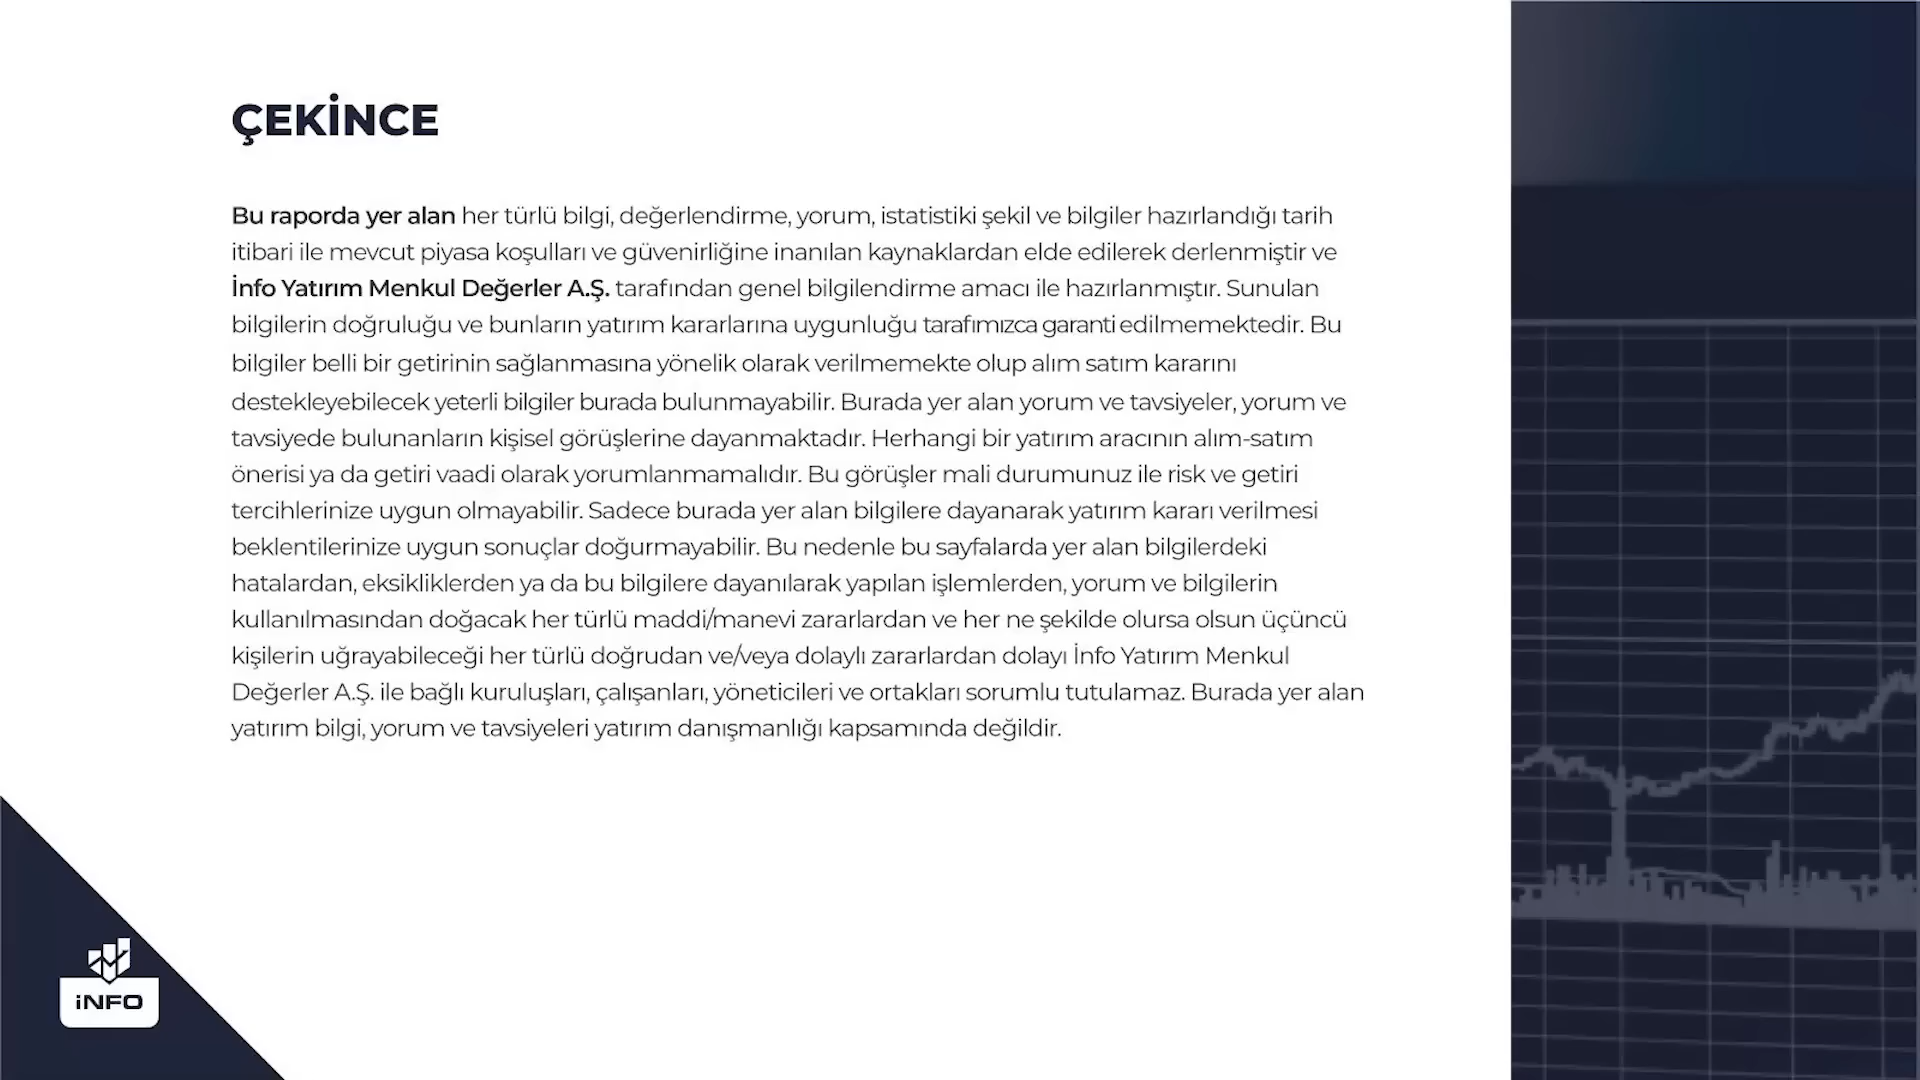 ÇEKİNCE
Bu raporda yer alan her türlü bilgi, değerlendirme, yorum, istatistiki şekil ve bilgiler hazırlandığı tarih
itibari ile mevcut piyasa koşulları ve güvenirliğine inanılan kaynaklardan elde edilerek derlenmiştir ve
İnfo Yatırım Menkul Değerler A.Ş. tarafından genel bilgilendirme amacı ile hazırlanmıştır. Sunulan
bilgilerin doğruluğu ve bunların yatırım kararlarına uygunluğu tarafımızca garanti edilmemektedir. Bu
bilgiler belli bir getirinin sağlanmasına yönelik olarak verilmemekte olup alım satım kararını
destekleyebilecek yeterli bilgiler burada bulunmayabilir. Burada yer alan yorum ve tavsiyeler, yorum ve
tavsiyede bulunanların kişisel görüşlerine dayanmaktadır. Herhangi bir yatırım aracının alım-satım
önerisi ya da getiri vaadi olarak yorumlanmamalıdır. Bu görüşler mali durumunuz ile risk ve getiri
tercihlerinize uygun olmayabilir. Sadece burada yer alan bilgilere dayanarak yatırım kararı verilmesi
beklentilerinize uygun sonuçlar doğurmayabilir. Bu nedenle bu sayfalarda yer alan bilgilerdeki
hatalardan, eksikliklerden ya da bu bilgilere dayanılarak yapılan işlemlerden, yorum ve bilgilerin
kullanılmasından doğacak her türlü maddi/manevi zararlardan ve her ne şekilde olursa olsun üçüncü
kişilerin uğrayabileceği her türlü doğrudan ve/veya dolaylı zararlardan dolayı İnfo Yatırım Menkul
Değerler A.Ş. ile bağlı kuruluşları, çalışanları, yöneticileri ve ortakları sorumlu tutulamaz. Burada yer alan
yatırım bilgi, yorum ve tavsiyeleri yatırım danışmanlığı kapsamında değildir.
iNFO